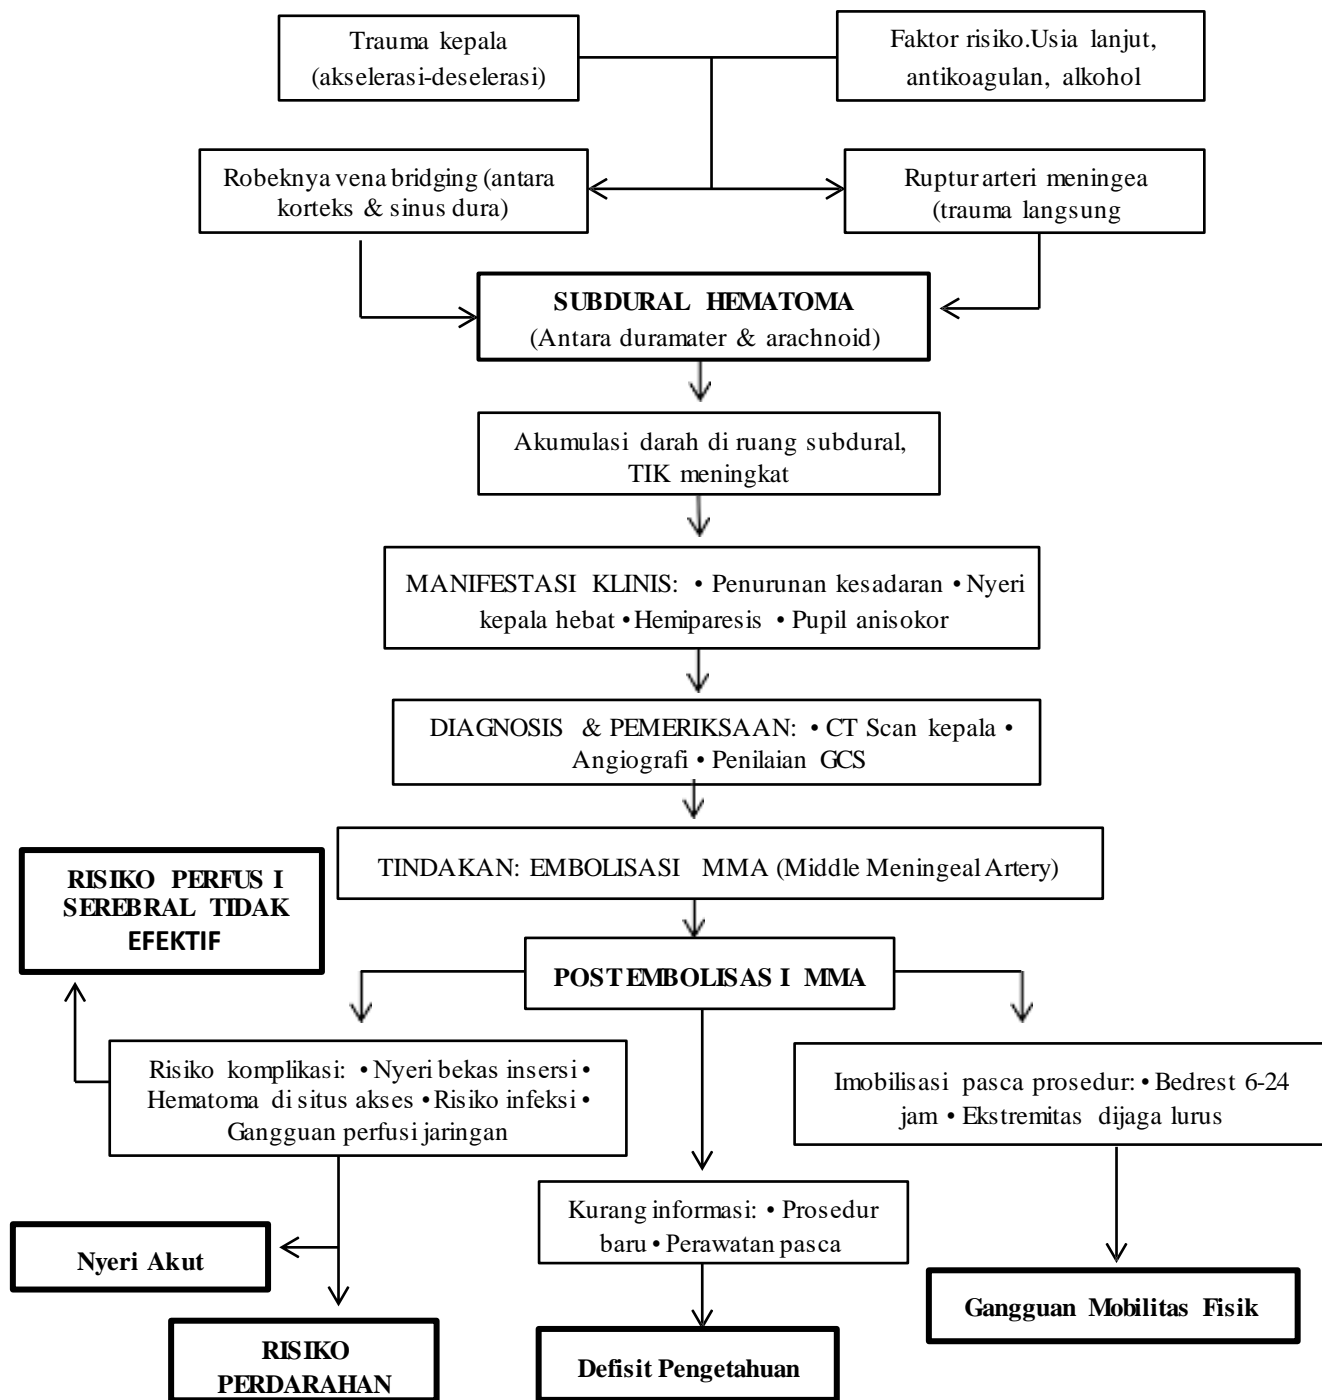 Trauma kepala
(akselerasi-deselerasi)
Faktor risiko.Usia lanjut,
antikoagulan, alkohol
Robeknya vena bridging (antara
korteks & sinus dura)
Ruptur arteri meningea
(trauma langsung
SUBDURAL HEMATOMA
(Antara duramater & arachnoid)
Akumulasi darah di ruang subdural,
TIK meningkat
MANIFESTASI KLINIS: • Penurunan kesadaran • Nyeri
kepala hebat • Hemiparesis • Pupil anisokor
DIAGNOSIS & PEMERIKSAAN: • CT Scan kepala •
Angiografi • Penilaian GCS
TINDAKAN: EMBOLISASI MMA (Middle Meningeal Artery)
RISIKO PERFUSI
SEREBRAL TIDAK
EFEKTIF
POST EMBOLISASI MMA
Risiko komplikasi: • Nyeri bekas insersi •
Hematoma di situs akses • Risiko infeksi •
Gangguan perfusi jaringan
Imobilisasi pasca prosedur: • Bedrest 6-24
jam • Ekstremitas dijaga lurus
Kurang informasi: • Prosedur
baru • Perawatan pasca
Nyeri Akut
Gangguan Mobilitas Fisik
RISIKO
PERDARAHAN
Defisit Pengetahuan